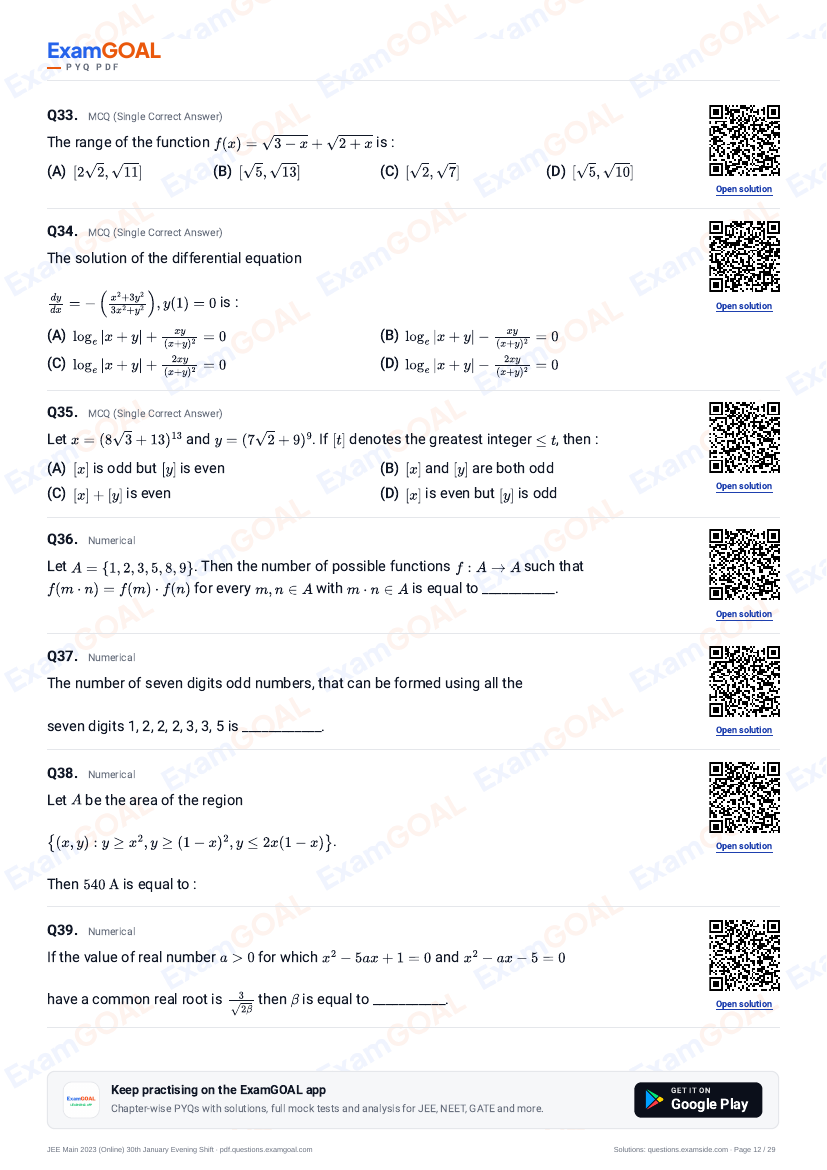 ExamGOAL
PYQ PDF
Q33. MCQ (Single Correct Answer)
The range of the function f(x) = √(3 − x) + √(2 + x) is :
(A) [2√2, √11] (B) [√5, √13] (C) [√2, √7] (D) [√5, √10]
Open solution
Q34. MCQ (Single Correct Answer)
The solution of the differential equation
dy/dx = −((x² + 3y²)/(3x² + y²)), y(1) = 0 is :
(A) logₑ |x + y| + xy/(x+y)² = 0 (B) logₑ |x + y| − xy/(x+y)² = 0
(C) logₑ |x + y| + 2xy/(x+y)² = 0 (D) logₑ |x + y| − 2xy/(x+y)² = 0
Open solution
Q35. MCQ (Single Correct Answer)
Let x = (8√3 + 13)¹³ and y = (7√2 + 9)⁹. If [t] denotes the greatest integer ≤ t, then :
(A) [x] is odd but [y] is even (B) [x] and [y] are both odd
(C) [x] + [y] is even (D) [x] is even but [y] is odd
Open solution
Q36. Numerical
Let A = {1, 2, 3, 5, 8, 9}. Then the number of possible functions f : A → A such that
f(m · n) = f(m) · f(n) for every m, n ∈ A with m · n ∈ A is equal to ___________.
Open solution
Q37. Numerical
The number of seven digits odd numbers, that can be formed using all the
seven digits 1, 2, 2, 2, 3, 3, 5 is ____________.
Open solution
Q38. Numerical
Let A be the area of the region
{(x, y) : y ≥ x², y ≥ (1 − x)², y ≤ 2x(1 − x)}.
Then 540 A is equal to :
Open solution
Q39. Numerical
If the value of real number a > 0 for which x² − 5ax + 1 = 0 and x² − ax − 5 = 0
have a common real root is 3/√(2β) then β is equal to ___________.
Open solution
ExamGOAL
Keep practising on the ExamGOAL app
Chapter-wise PYQs with solutions, full mock tests and analysis for JEE, NEET, GATE and more.
GET IT ON
Google Play
JEE Main 2023 (Online) 30th January Evening Shift · pdf.questions.examgoal.com
Solutions: questions.examside.com · Page 12 / 29